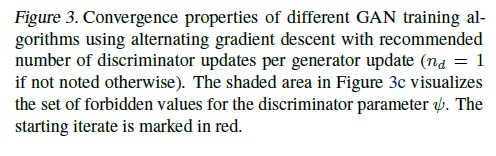 Figure 3. Convergence properties of different GAN training al-
gorithms using alternating gradient descent with recommended
number of discriminator updates per generator update (n_d = 1
if not noted otherwise). The shaded area in Figure 3c visualizes
the set of forbidden values for the discriminator parameter ψ. The
starting iterate is marked in red.